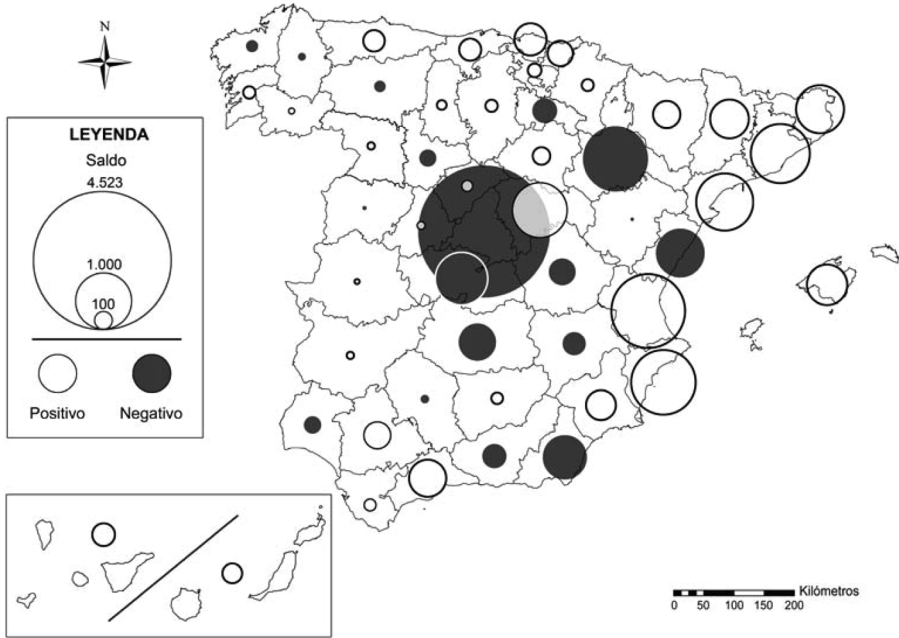 N
LEYENDA
Saldo
4.523
1.000
100
Positivo
Negativo
Kilómetros
0 50 100 150 200